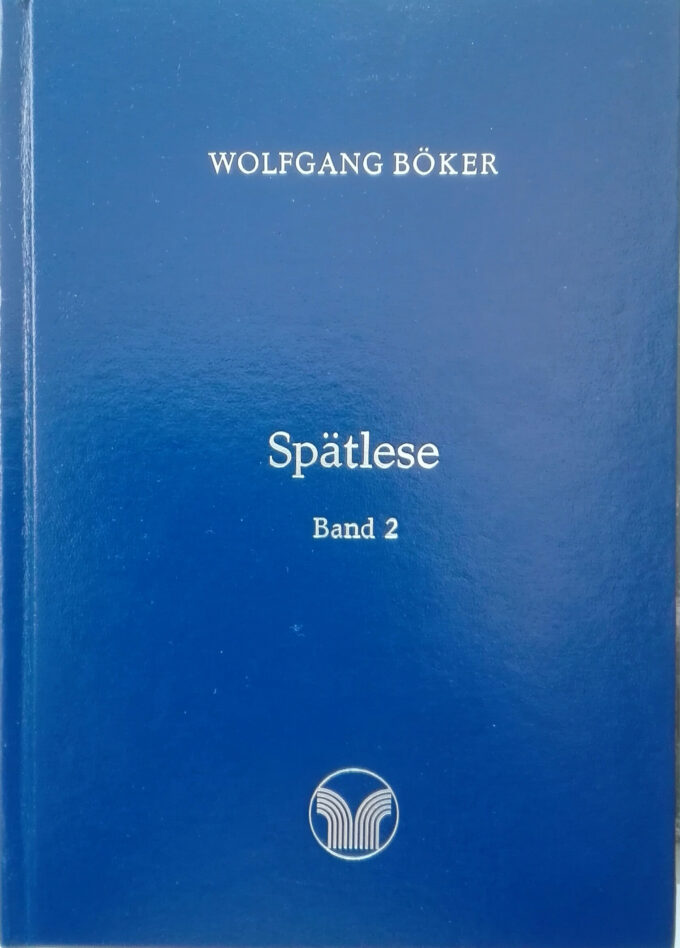 WOLFGANG BÖKER
Spätlese
Band 2